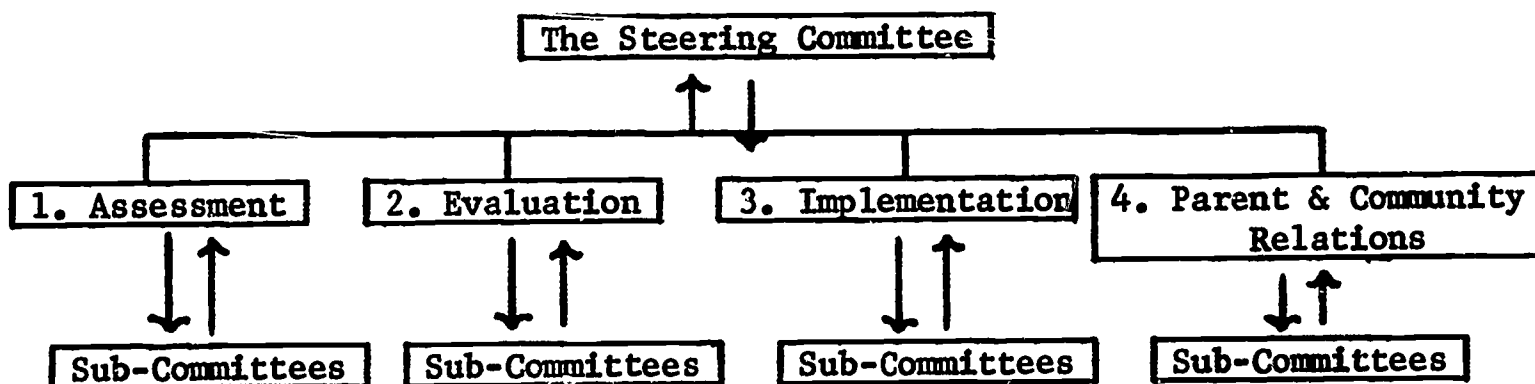 The Steering Committee
1. Assessment
2. Evaluation
3. Implementation
4. Parent & Community
Relations
Sub-Committees
Sub-Committees
Sub-Committees
Sub-Committees